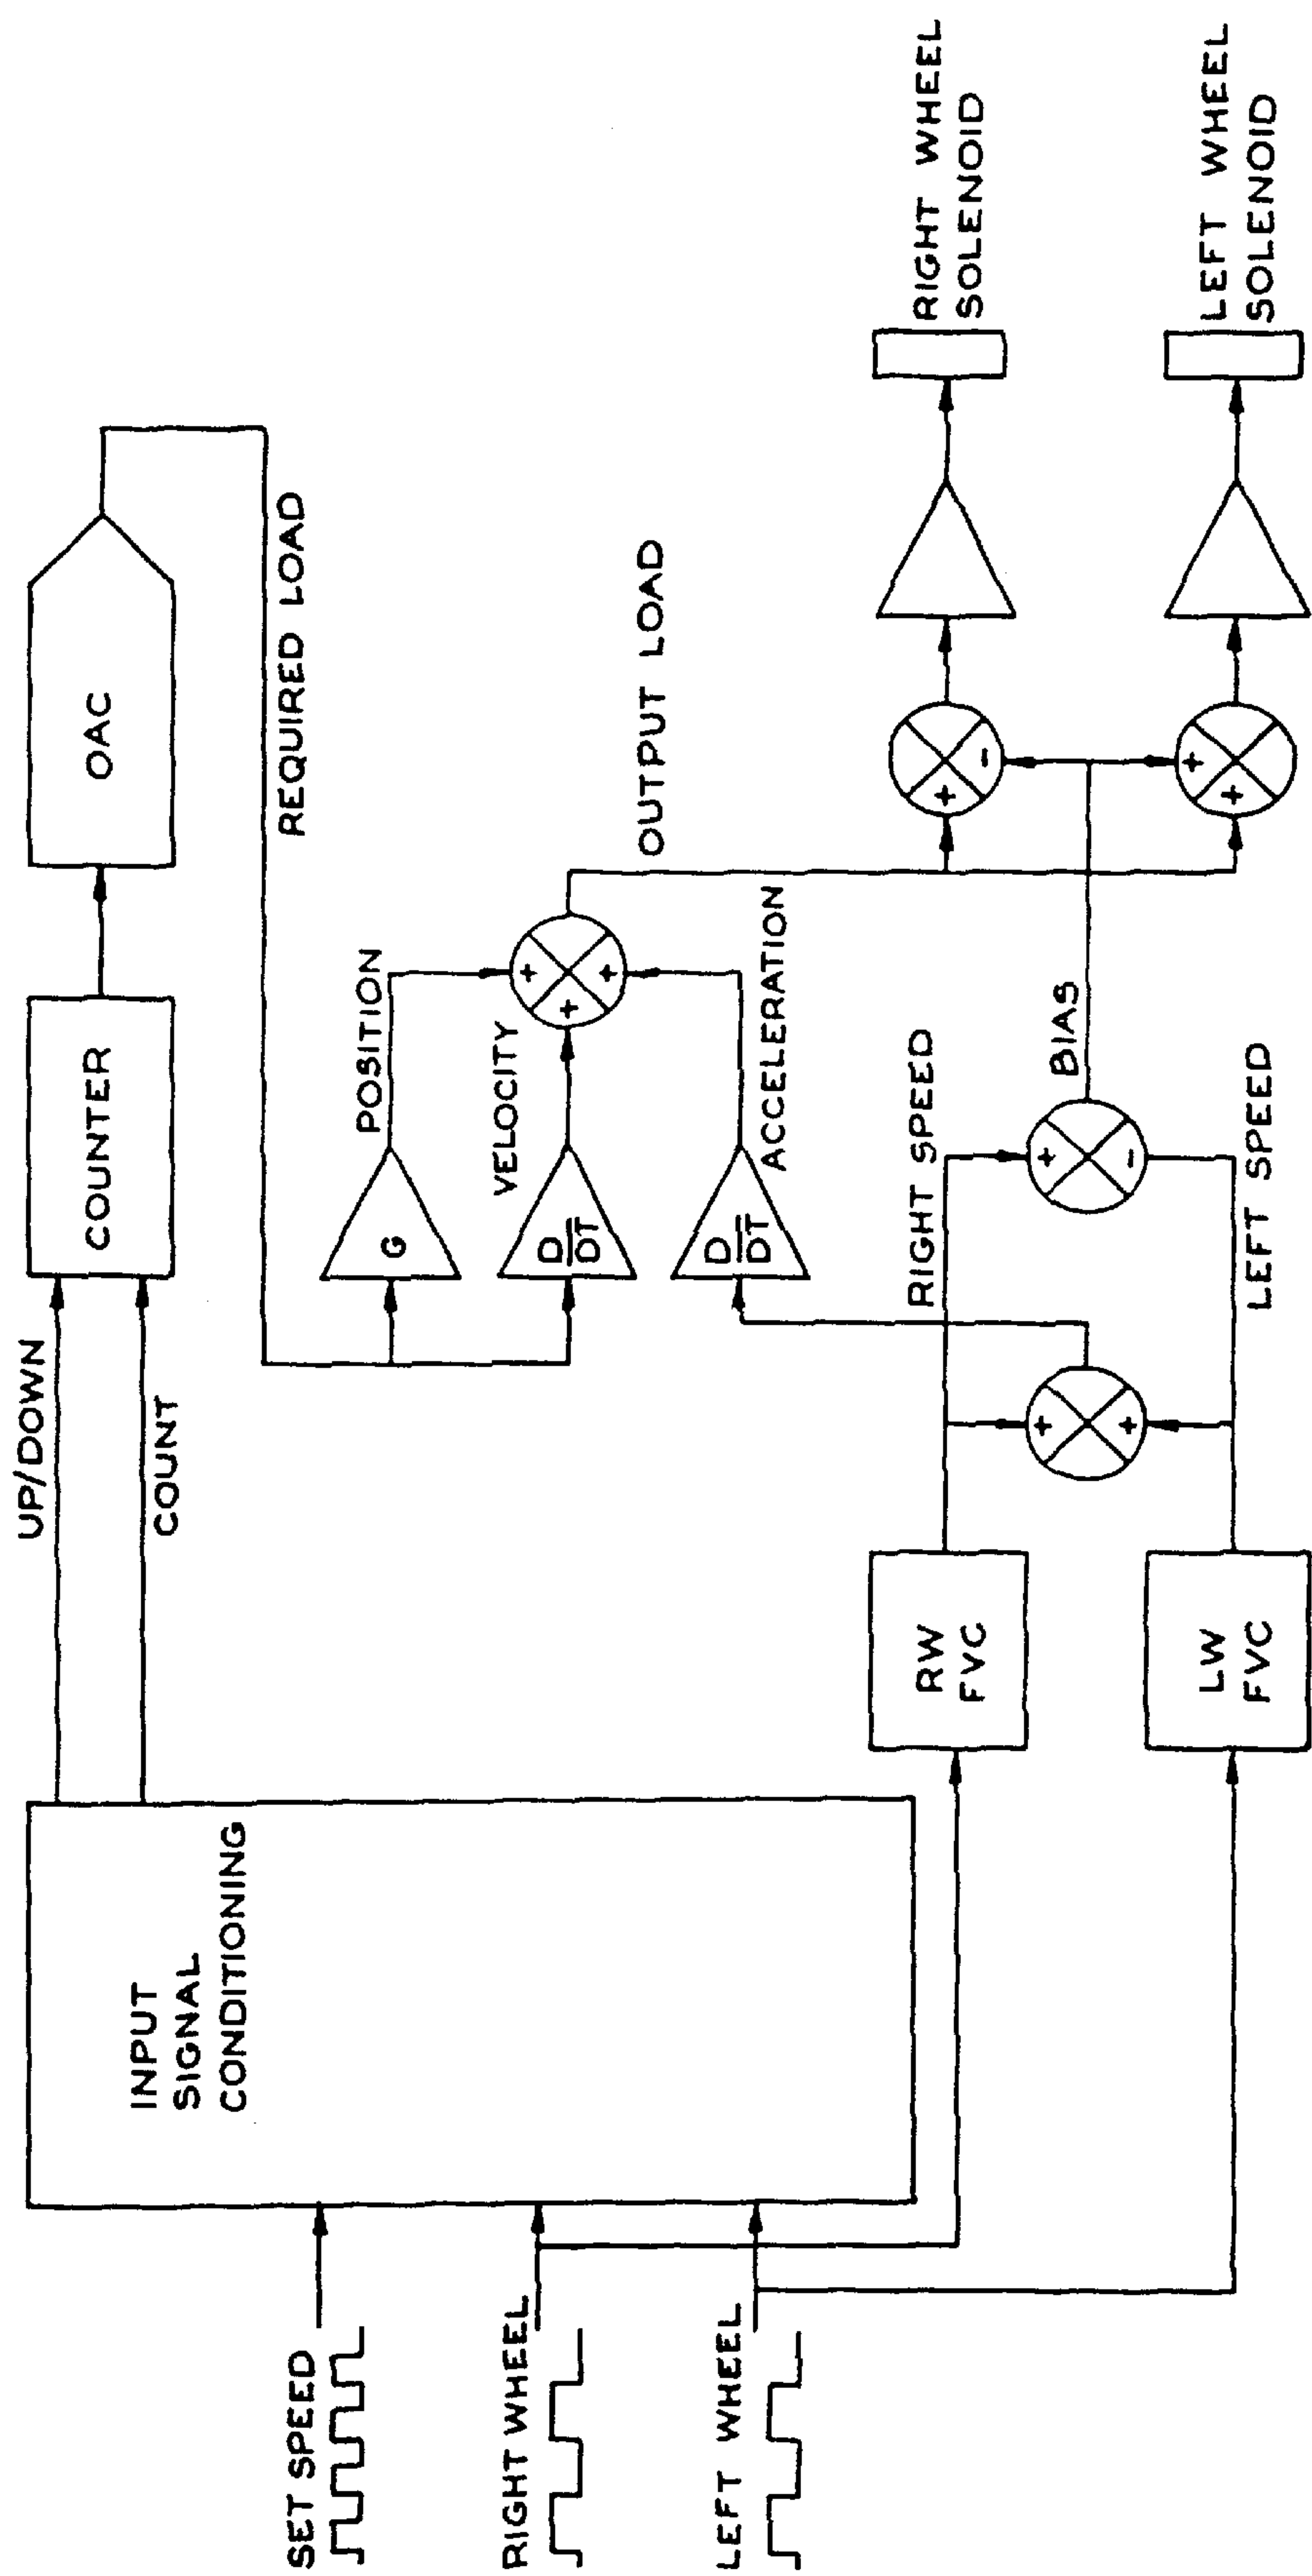 SET SPEED
RIGHT WHEEL
LEFT WHEEL
INPUT
SIGNAL
CONDITIONING
UP/DOWN
COUNT
COUNTER
OAC
REQUIRED LOAD
G
POSITION
D
DT
VELOCITY
D
DT
ACCELERATION
+
+
+
OUTPUT LOAD
RW
FVC
LW
FVC
+
+
RIGHT SPEED
LEFT SPEED
+
-
BIAS
+
-
+
+
RIGHT WHEEL
SOLENOID
LEFT WHEEL
SOLENOID